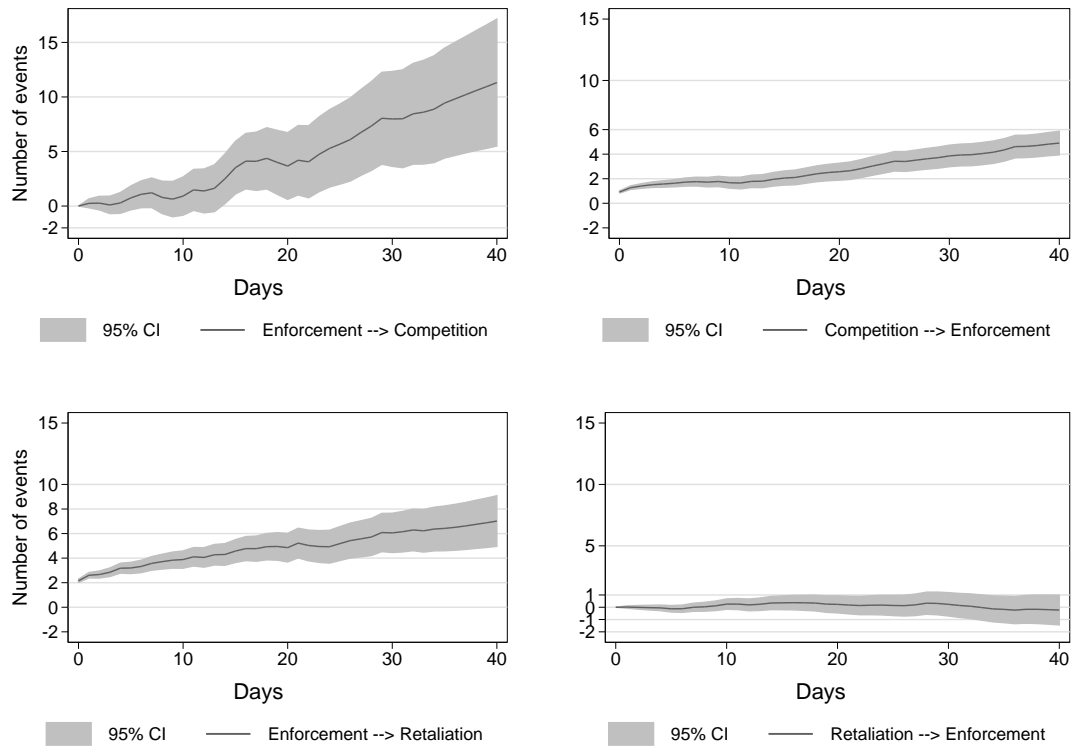 Number of events
15
10
5
0
-2
0 10 20 30 40
Days
95% CI Enforcement --> Competition
15
10
6
4
2
0
-2
0 10 20 30 40
Days
95% CI Competition --> Enforcement
Number of events
15
10
8
6
4
2
0
-2
0 10 20 30 40
Days
95% CI Enforcement --> Retaliation
15
10
5
1
0
-1
-2
0 10 20 30 40
Days
95% CI Retaliation --> Enforcement